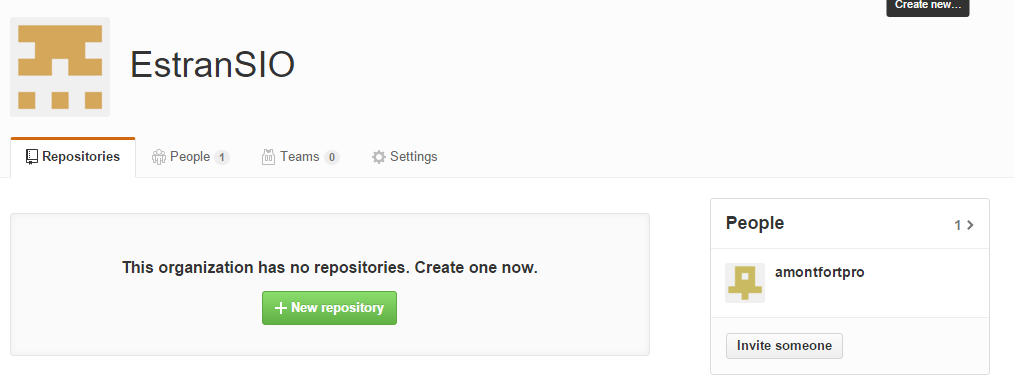 Create new...
EstranSIO
Repositories People 1 Teams 0 Settings
This organization has no repositories. Create one now.
New repository
People 1
amontfortpro
Invite someone